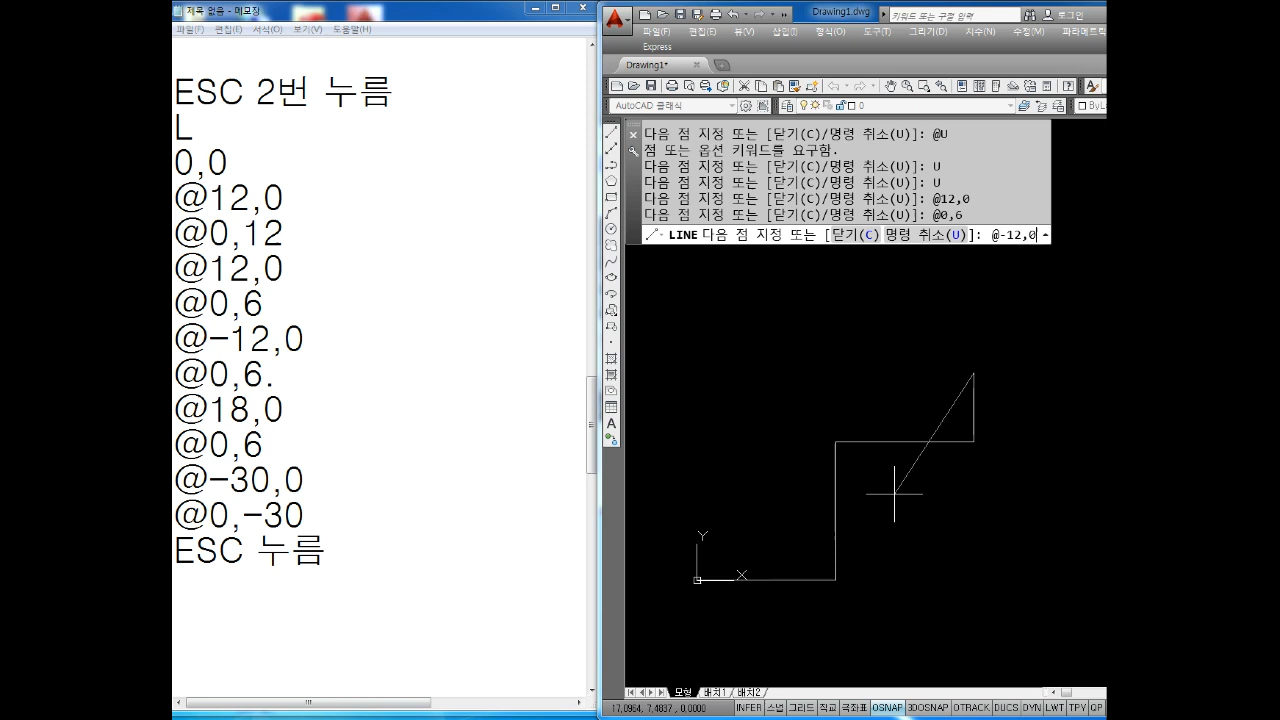 제목 없음 - 메모장
파일(F) 편집(E) 서식(O) 보기(V) 도움말(H)
ESC 2번 누름
L
0,0
@12,0
@0,12
@12,0
@0,6
@-12,0
@0,6.
@18,0
@0,6
@-30,0
@0,-30
ESC 누름
Drawing1.dwg
키워드 또는 구절 입력
로그인
파일(F) 편집(E) 뷰(V) 삽입(I) 형식(O) 도구(T) 그리기(D) 치수(N) 수정(M) 파라메트릭
Express
Drawing1*
AutoCAD 클래식
0
ByL
다음 점 지정 또는 [닫기(C)/명령 취소(U)]: @U
점 또는 옵션 키워드를 요구함.
다음 점 지정 또는 [닫기(C)/명령 취소(U)]: U
다음 점 지정 또는 [닫기(C)/명령 취소(U)]: U
다음 점 지정 또는 [닫기(C)/명령 취소(U)]: @12,0
다음 점 지정 또는 [닫기(C)/명령 취소(U)]: @0,6
LINE 다음 점 지정 또는 [닫기(C) 명령 취소(U)]: @-12,0
A
Y
X
모형 배치1 배치2
17.0964, 7.4837, 0.0000
INFER 스냅 그리드 직교 극좌표 OSNAP 3DOSNAP OTRACK DUCS DYN LWT TPY QP